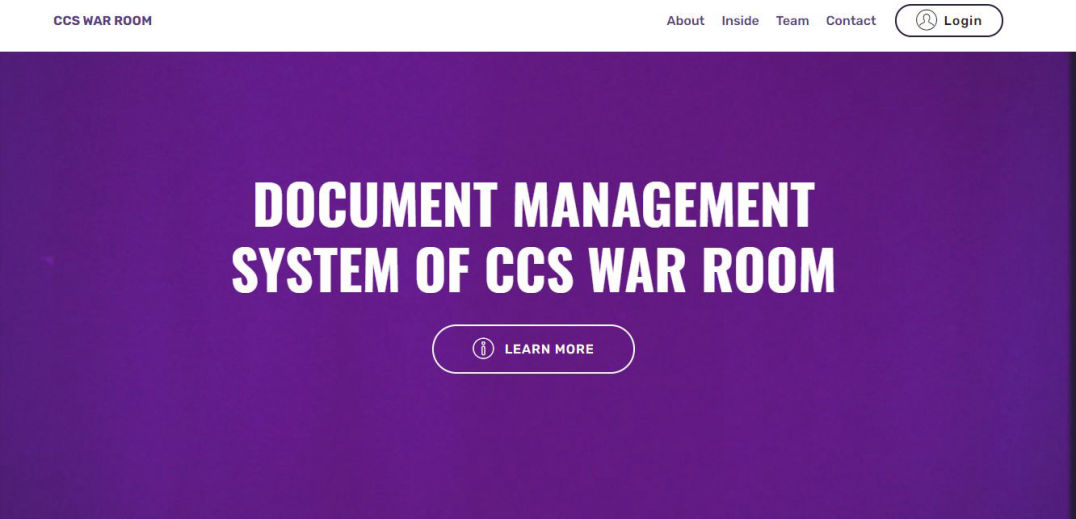 CCS WAR ROOM
About
Inside
Team
Contact
Login
DOCUMENT MANAGEMENT
SYSTEM OF CCS WAR ROOM
LEARN MORE